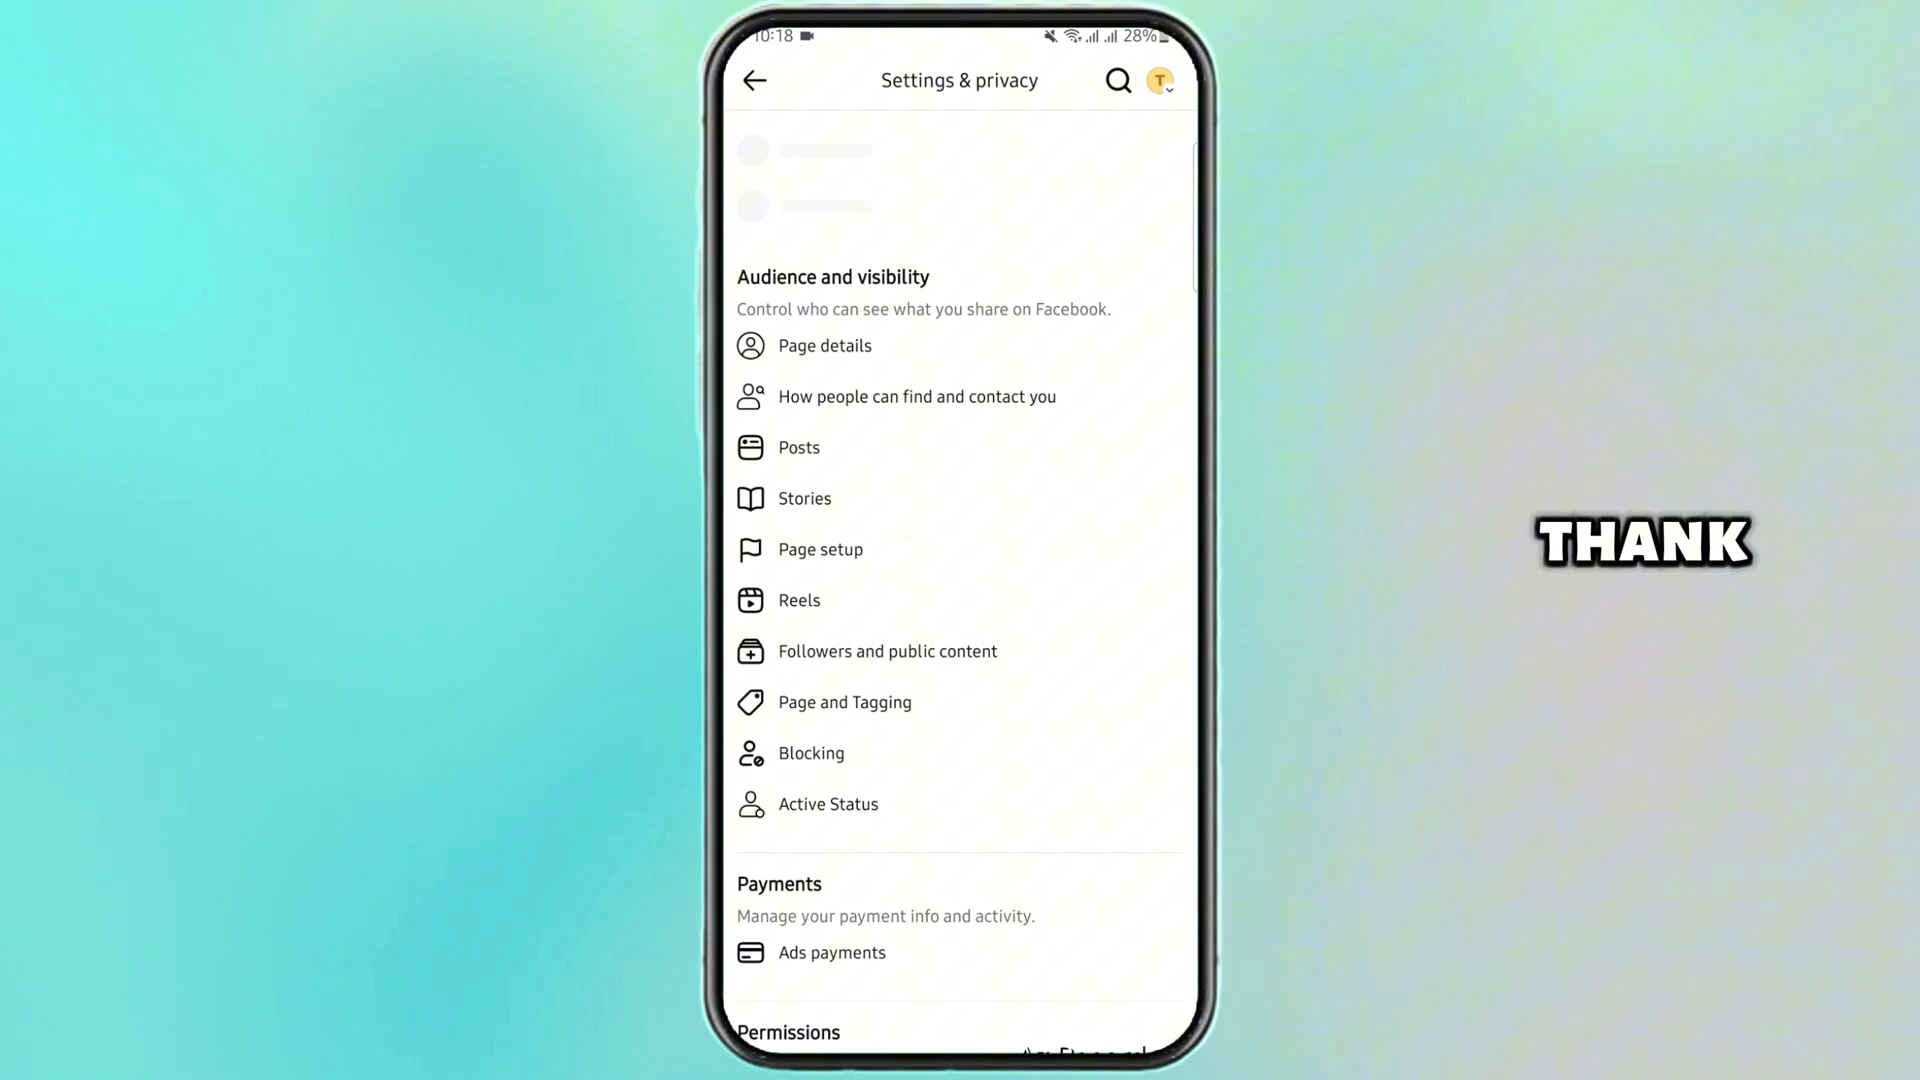 10:18
28%
Settings & privacy
T
Audience and visibility
Control who can see what you share on Facebook.
Page details
How people can find and contact you
Posts
Stories
Page setup
Reels
Followers and public content
Page and Tagging
Blocking
Active Status
Payments
Manage your payment info and activity.
Ads payments
Permissions
THANK